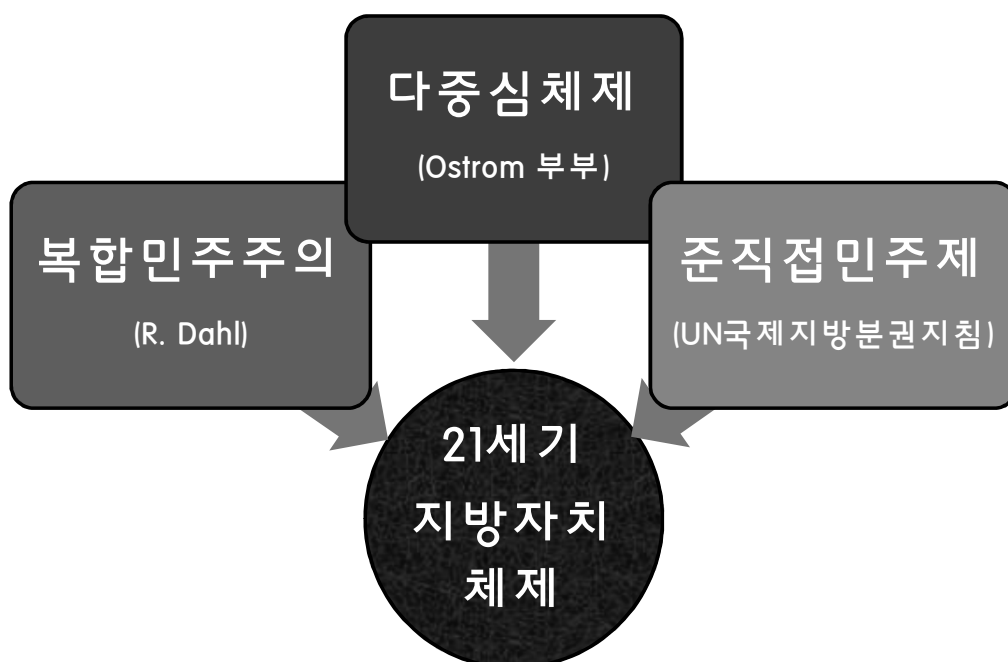 다중심체제
(Ostrom 부부)
복합민주주의
(R. Dahl)
준직접민주제
(UN국제지방분권지침)
21세기
지방자치
체제